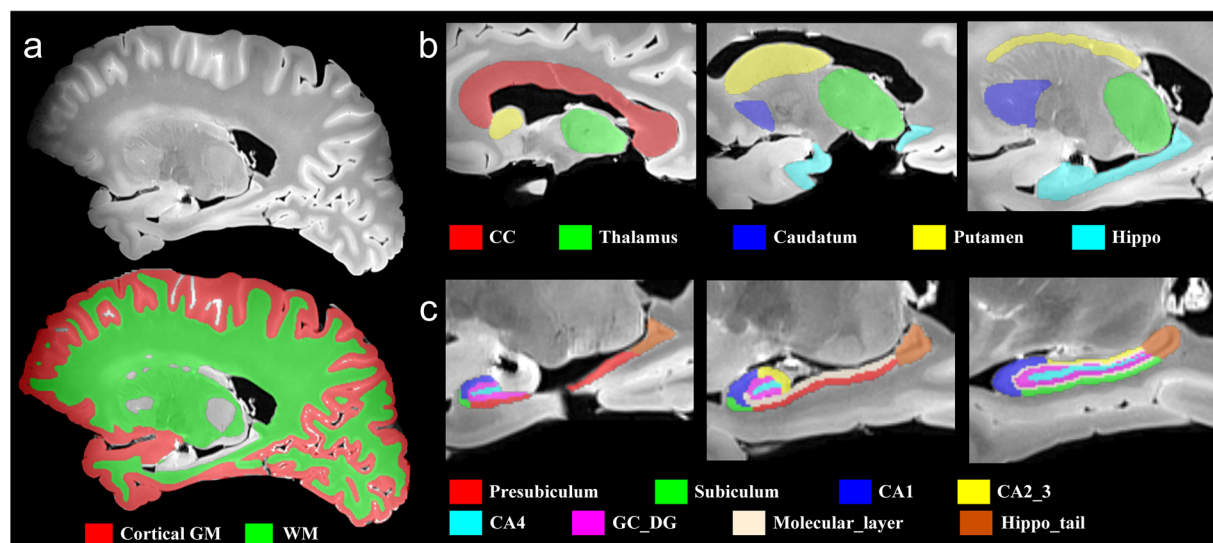 a
b
CC Thalamus Caudatum Putamen Hippo
c
Presubiculum Subiculum CA1 CA2_3
CA4 GC_DG Molecular_layer Hippo_tail
Cortical GM WM